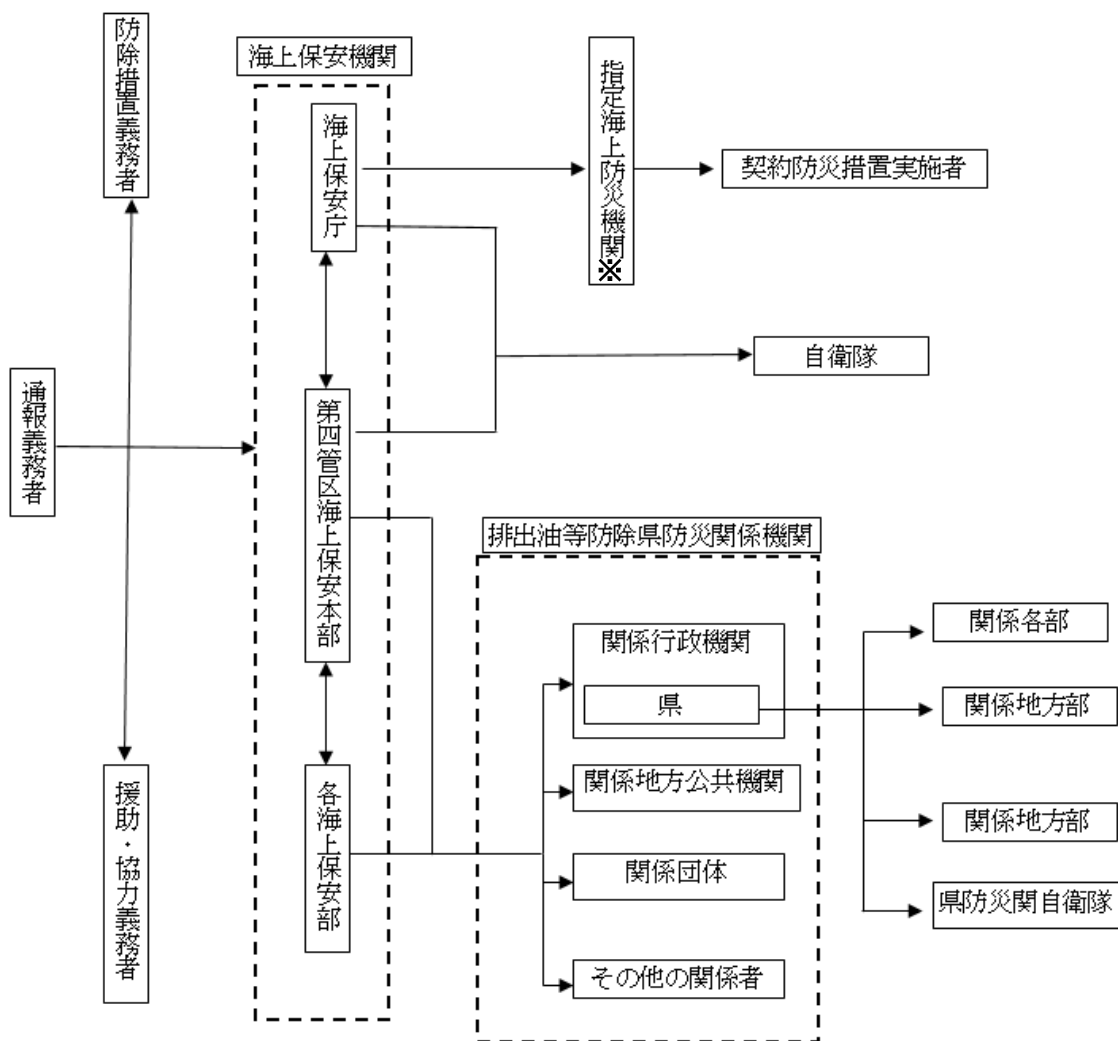 防除措置義務者
海上保安機関
海上保安庁
指定海上防災機関※
契約防災措置実施者
自衛隊
通報義務者
第四管区海上保安本部
排出油等防除県防災関係機関
関係行政機関
県
関係各部
関係地方部
援助・協力義務者
各海上保安部
関係地方公共機関
関係地方部
関係団体
県防災関自衛隊
その他の関係者